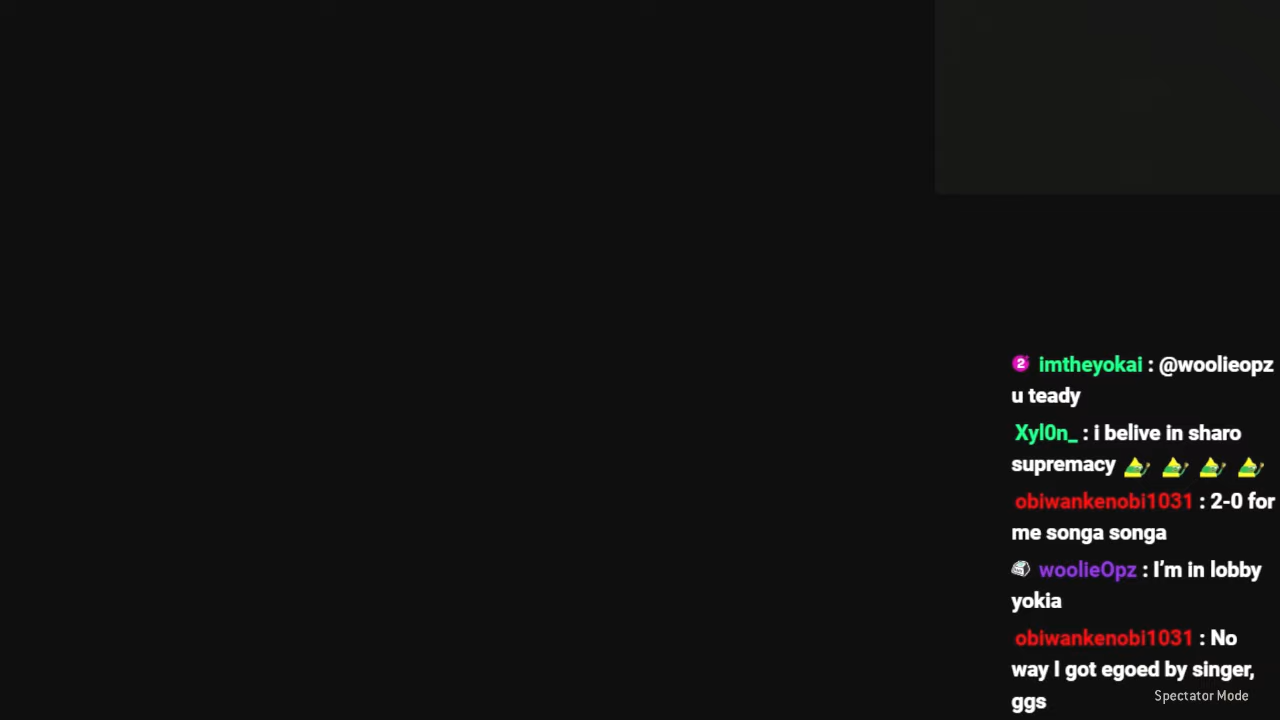 2 imtheyokai : @woolieopz
u teady
Xyl0n_ : i belive in sharo
supremacy
obiwankenobi1031 : 2-0 for
me songa songa
woolieOpz : I'm in lobby
yokia
obiwankenobi1031 : No
way I got egoed by singer,
ggs
Spectator Mode